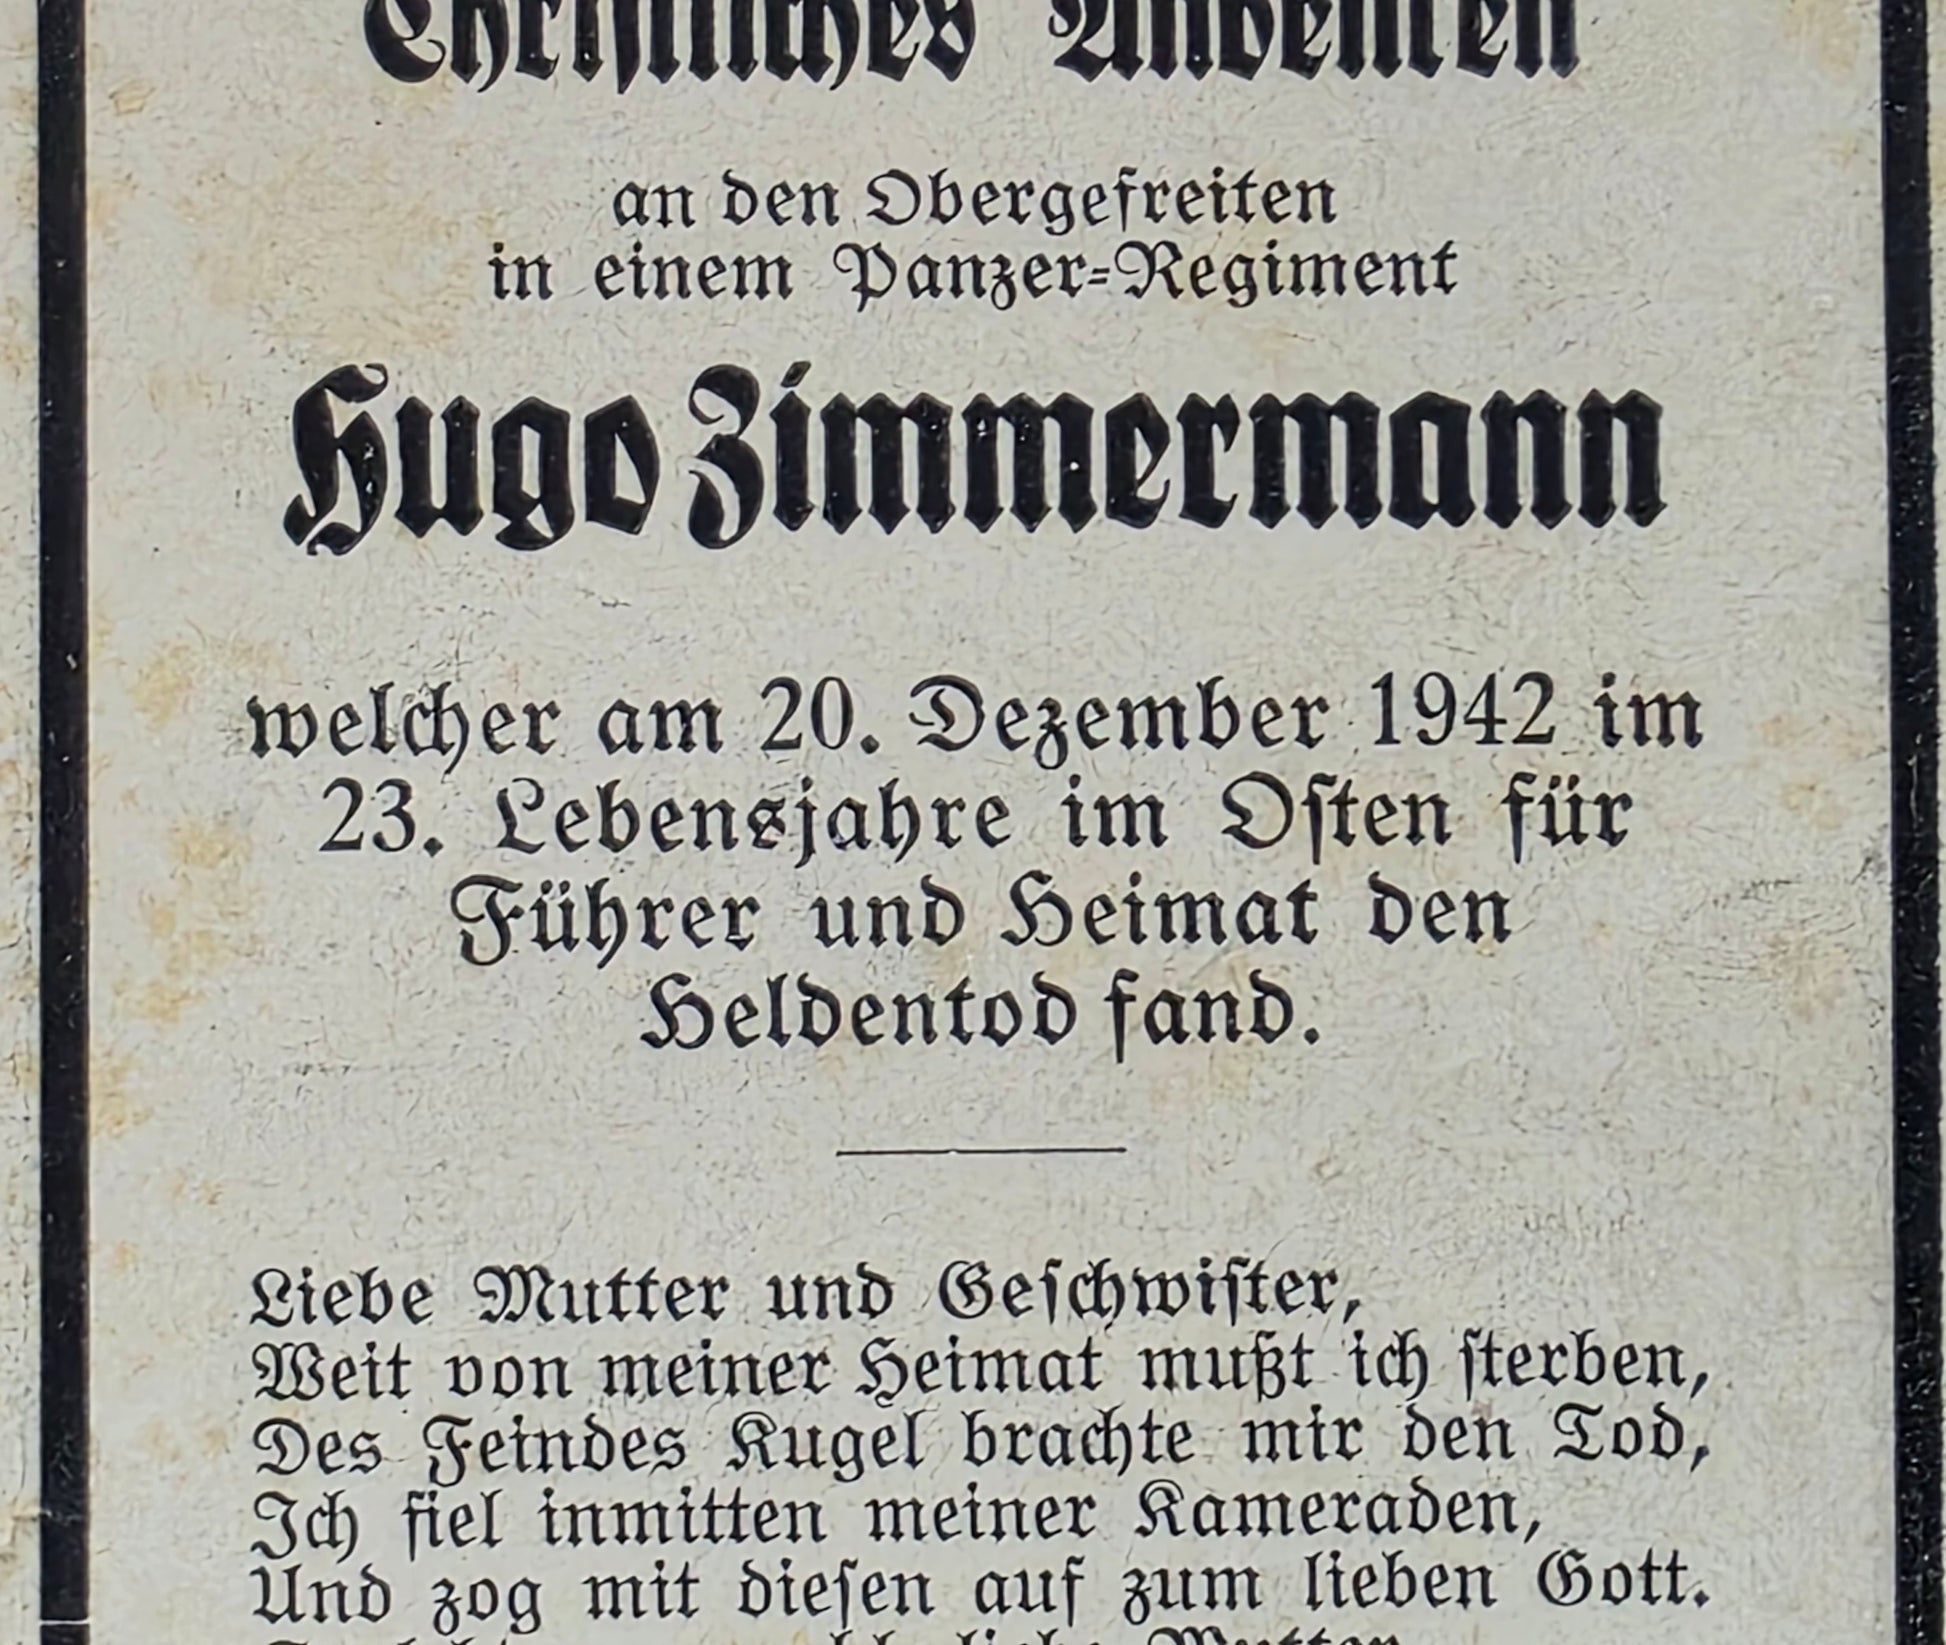 Christliches Andenken
an den Obergefreiten
in einem Panzer-Regiment
Hugo Zimmermann
welcher am 20. Dezember 1942 im
23. Lebensjahre im Osten für
Führer und Heimat den
Heldentod fand.
Liebe Mutter und Geschwister,
Weit von meiner Heimat mußt ich sterben,
Des Feindes Kugel brachte mir den Tod,
Ich fiel inmitten meiner Kameraden,
Und zog mit diesen auf zum lieben Gott.
Mutter